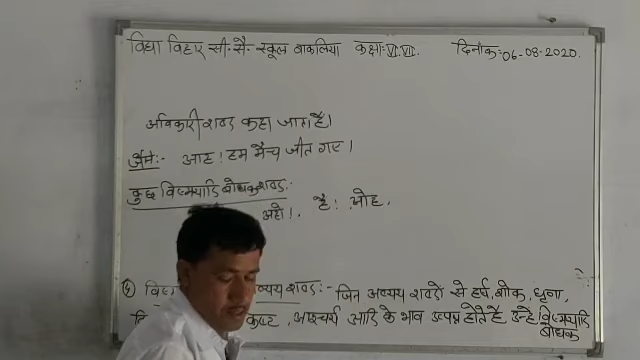 विद्या विहार सी. सै. स्कूल वाकलिया कक्षा:- VI. VII. दिनांक:- 06-08-2020.
अविकारी शब्द कहा जाता है।
जैसे:- आह! हम मैच जीत गए।
कुछ विस्मयादि बोधक शब्द:-
अहो!, है! ओह,
शब्द:- जिन अव्यय शब्दों से हर्ष, शोक, घृणा,
आश्चर्य आदि के भाव उत्पन्न होते है, उन्हे विस्मयादि
बोधक